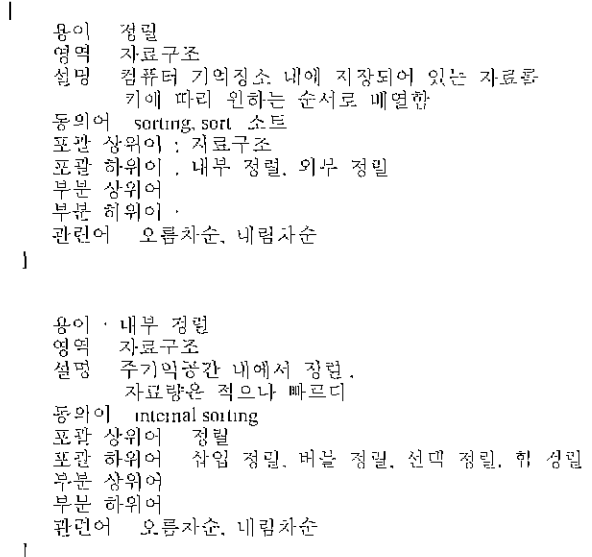 용어 정렬
영역 자료구조
설명 컴퓨터 기억장소 내에 저장되어 있는 자료를
키에 따라 원하는 순서로 배열함
동의어 sorting, sort 소트
포괄 상위어 : 자료구조
포괄 하위어 . 내부 정렬, 외부 정렬
부분 상위어
부분 하위어 ·
관련어 오름차순, 내림차순
}
용어 · 내부 정렬
영역 자료구조
설명 주기억공간 내에서 정렬,
자료량은 적으나 빠르다
동의어 internal sorting
포괄 상위어 정렬
포괄 하위어 삽입 정렬, 버블 정렬, 선택 정렬, 힙 정렬
부분 상위어
부분 하위어
관련어 오름차순, 내림차순
}